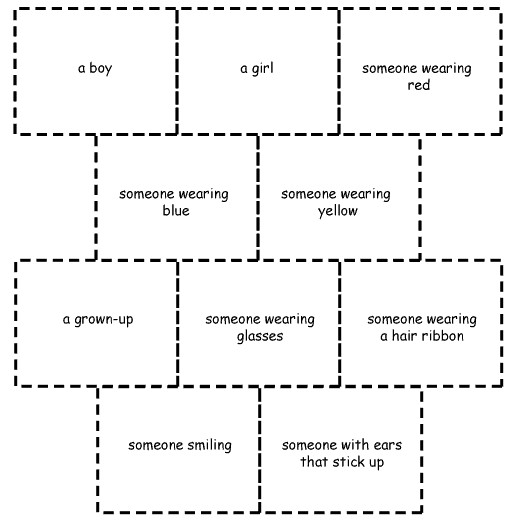 a boy
a girl
someone wearing
red
someone wearing
blue
someone wearing
yellow
a grown-up
someone wearing
glasses
someone wearing
a hair ribbon
someone smiling
someone with ears
that stick up